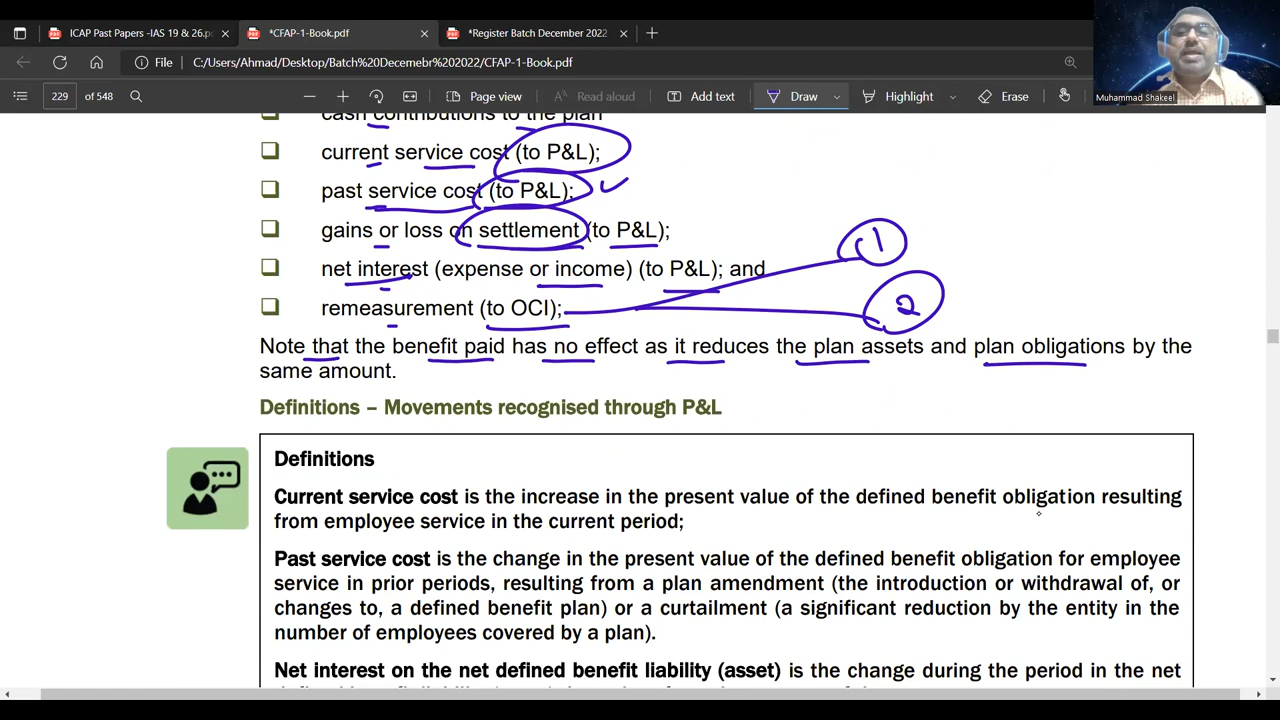 ICAP Past Papers -IAS 19 & 26.p
*CFAP-1-Book.pdf
*Register Batch December 2022
File C:/Users/Ahmad/Desktop/Batch%20Decemebr%202022/CFAP-1-Book.pdf
Muhammad Shakeel
229 of 548
Page view
Read aloud
Add text
Draw
Highlight
Erase
cash contributions to the plan
current service cost (to P&L);
past service cost (to P&L);
gains or loss on settlement (to P&L);
1
net interest (expense or income) (to P&L); and
remeasurement (to OCI);
2
Note that the benefit paid has no effect as it reduces the plan assets and plan obligations by the
same amount.
Definitions – Movements recognised through P&L
Definitions
Current service cost is the increase in the present value of the defined benefit obligation resulting
from employee service in the current period;
Past service cost is the change in the present value of the defined benefit obligation for employee
service in prior periods, resulting from a plan amendment (the introduction or withdrawal of, or
changes to, a defined benefit plan) or a curtailment (a significant reduction by the entity in the
number of employees covered by a plan).
Net interest on the net defined benefit liability (asset) is the change during the period in the net